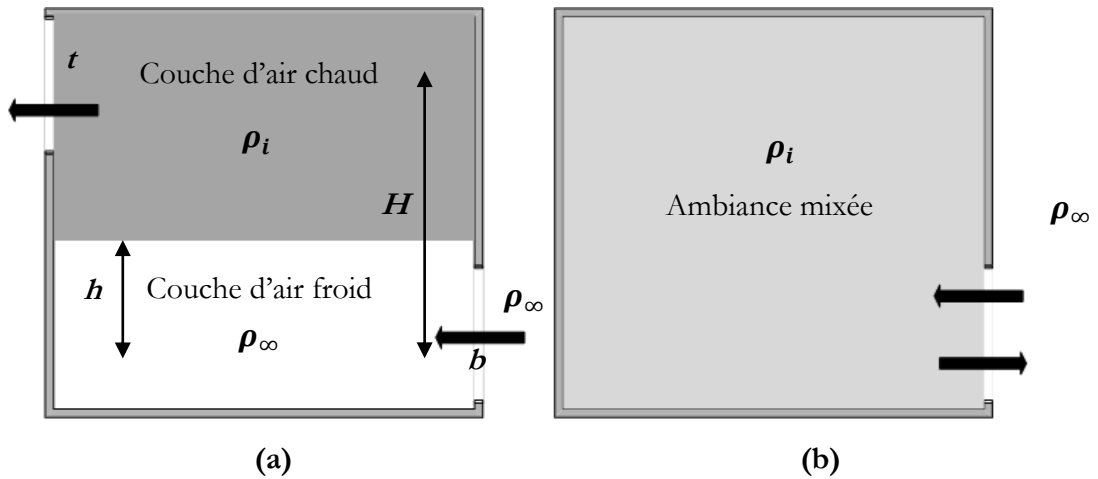 t
Couche d'air chaud
ρᵢ
H
h
Couche d'air froid
ρ∞
ρ∞
b
(a)
ρᵢ
Ambiance mixée
ρ∞
(b)